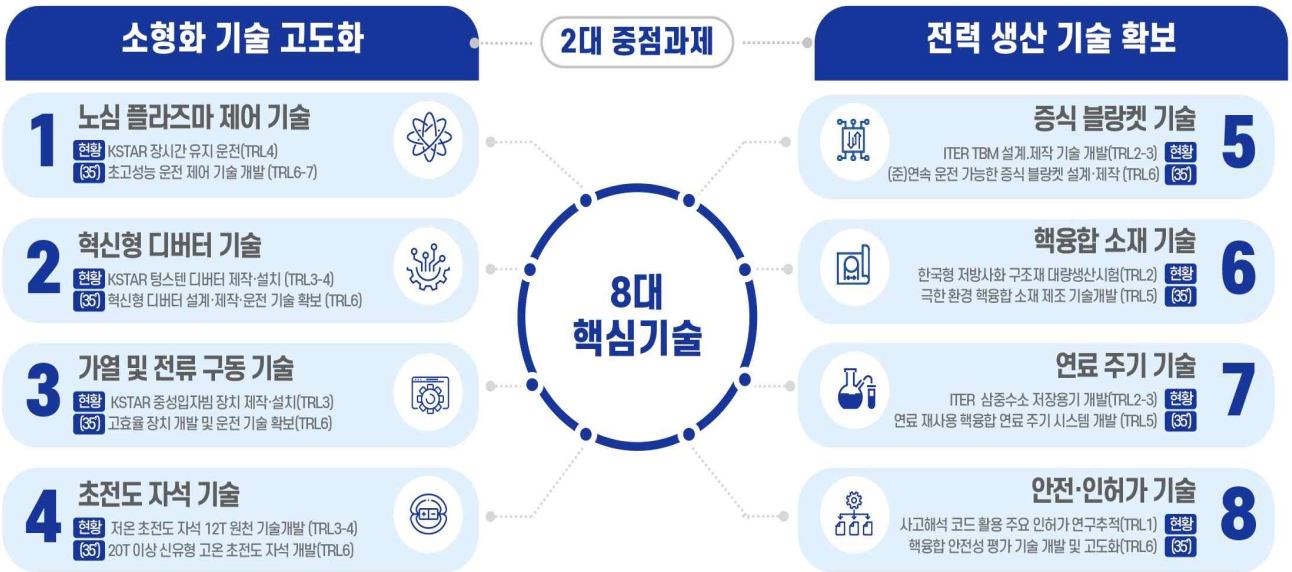 소형화 기술 고도화
2대 중점과제
전력 생산 기술 확보
1
노심 플라즈마 제어 기술
현황 KSTAR 장시간 유지 운전(TRL4)
(35') 초고성능 운전 제어 기술 개발 (TRL6-7)
2
혁신형 디버터 기술
현황 KSTAR 텅스텐 디버터 제작·설치 (TRL3-4)
(35') 혁신형 디버터 설계·제작·운전 기술 확보 (TRL6)
3
가열 및 전류 구동 기술
현황 KSTAR 중성입자빔 장치 제작·설치(TRL3)
(35') 고효율 장치 개발 및 운전 기술 확보(TRL6)
4
초전도 자석 기술
현황 저온 초전도 자석 12T 원천 기술개발 (TRL3-4)
(35') 20T 이상 신유형 고온 초전도 자석 개발(TRL6)
8대
핵심기술
증식 블랑켓 기술
5
ITER TBM 설계.제작 기술 개발(TRL2-3) 현황
(준)연속 운전 가능한 증식 블랑켓 설계·제작 (TRL6) (35')
핵융합 소재 기술
6
한국형 저방사화 구조재 대량생산시험(TRL2) 현황
극한 환경 핵융합 소재 제조 기술개발 (TRL5) (35')
연료 주기 기술
7
ITER 삼중수소 저장용기 개발(TRL2-3) 현황
연료 재사용 핵융합 연료 주기 시스템 개발 (TRL5) (35')
안전·인허가 기술
8
사고해석 코드 활용 주요 인허가 연구추적(TRL1) 현황
핵융합 안전성 평가 기술 개발 및 고도화(TRL6) (35')